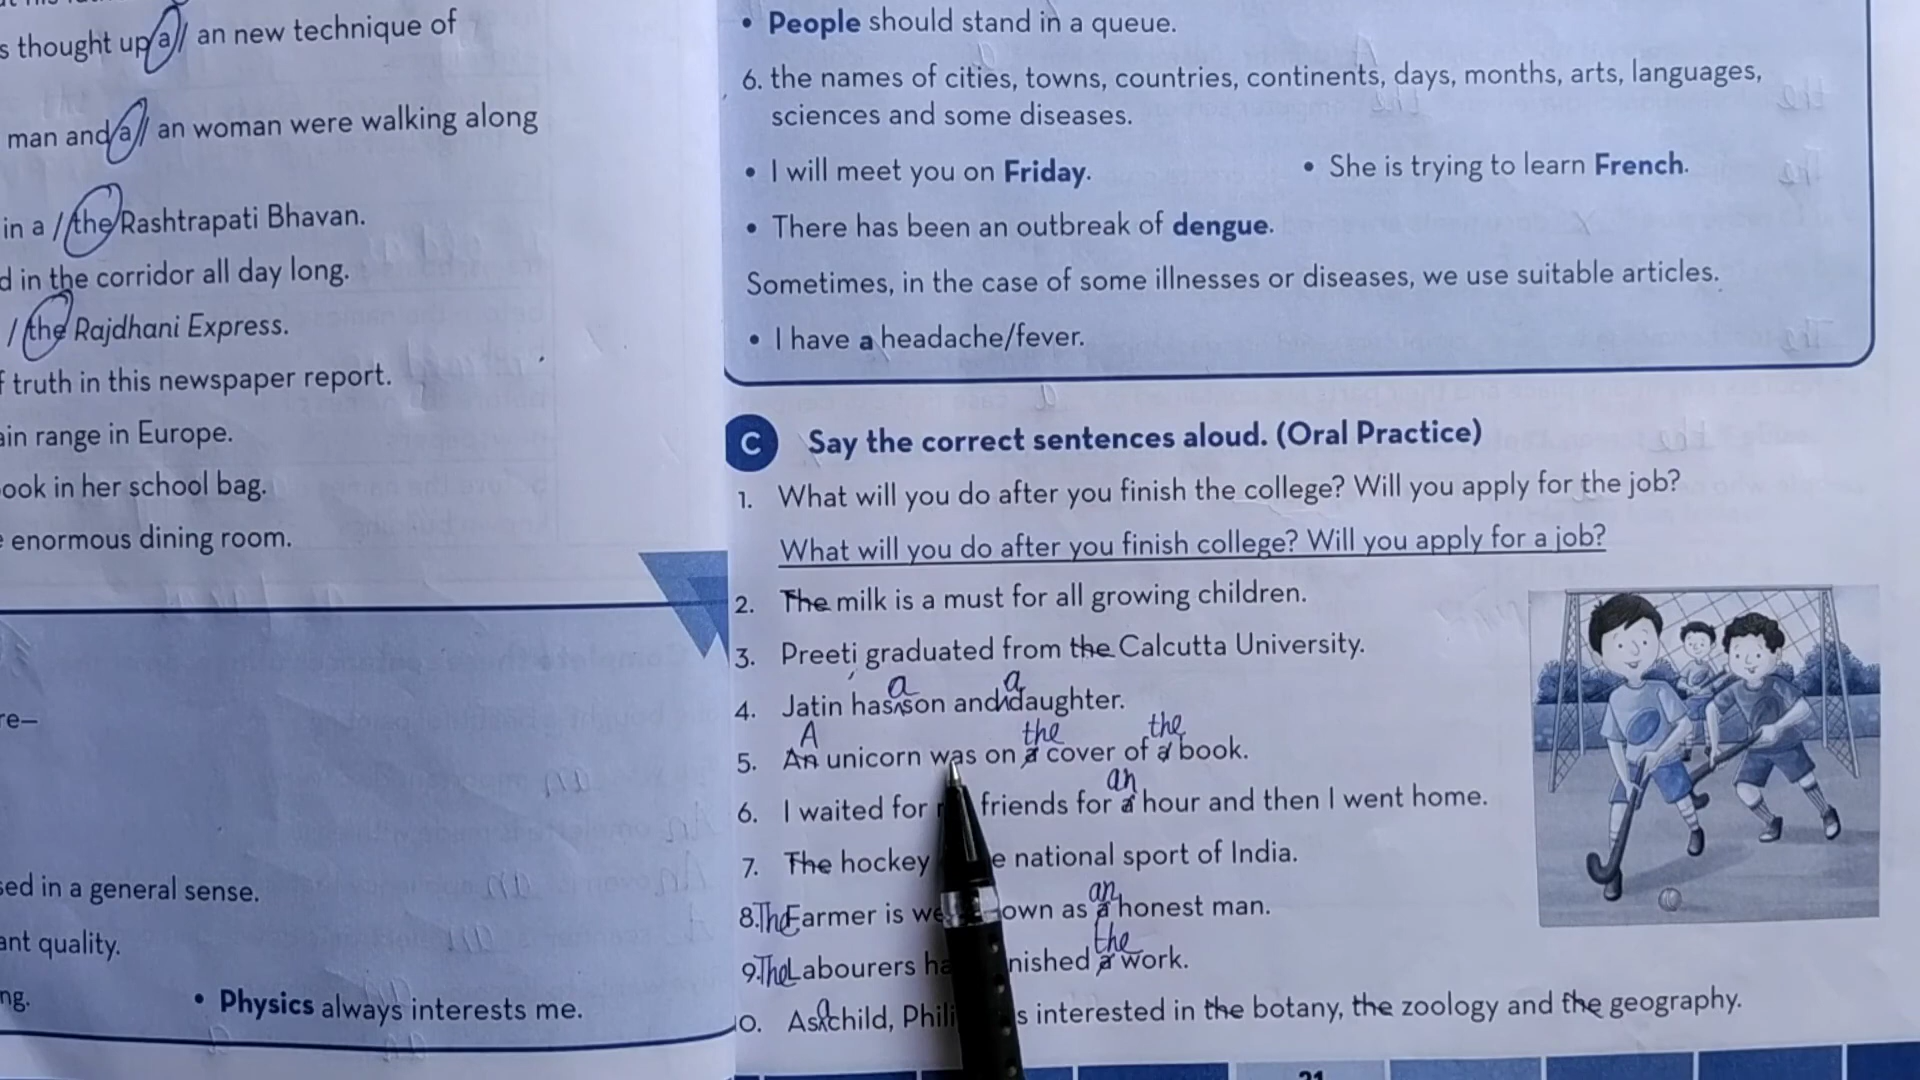 s thought up a / an new technique of
man and a / an woman were walking along
in a / the Rashtrapati Bhavan.
d in the corridor all day long.
/ the Rajdhani Express.
f truth in this newspaper report.
ain range in Europe.
ook in her school bag.
e enormous dining room.
re—
sed in a general sense.
ant quality.
ng.
• Physics always interests me.
• People should stand in a queue.
6. the names of cities, towns, countries, continents, days, months, arts, languages,
sciences and some diseases.
• I will meet you on Friday. • She is trying to learn French.
• There has been an outbreak of dengue.
Sometimes, in the case of some illnesses or diseases, we use suitable articles.
• I have a headache/fever.
C Say the correct sentences aloud. (Oral Practice)
1. What will you do after you finish the college? Will you apply for the job?
What will you do after you finish college? Will you apply for a job?
2. The milk is a must for all growing children.
3. Preeti graduated from the Calcutta University.
a a
4. Jatin has son and daughter.
A the the
5. An unicorn was on a cover of a book.
an
6. I waited for friends for a hour and then I went home.
7. The hockey national sport of India.
an
8. The Farmer is as a honest man.
the
9. The Labourers a work.
a
10. As child, interested in the botany, the zoology and the geography.
21